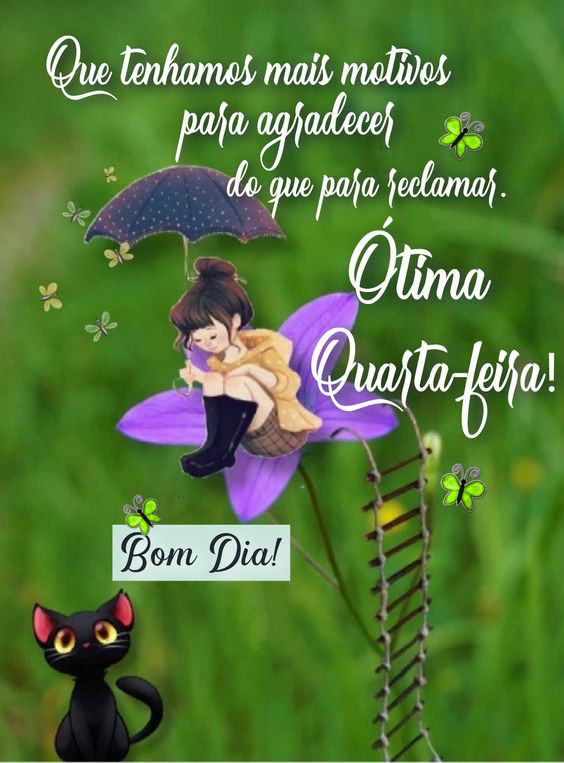 Que tenhamos mais motivos
para agradecer
do que para reclamar.
Ótima
Quarta-feira!
Bom Dia!